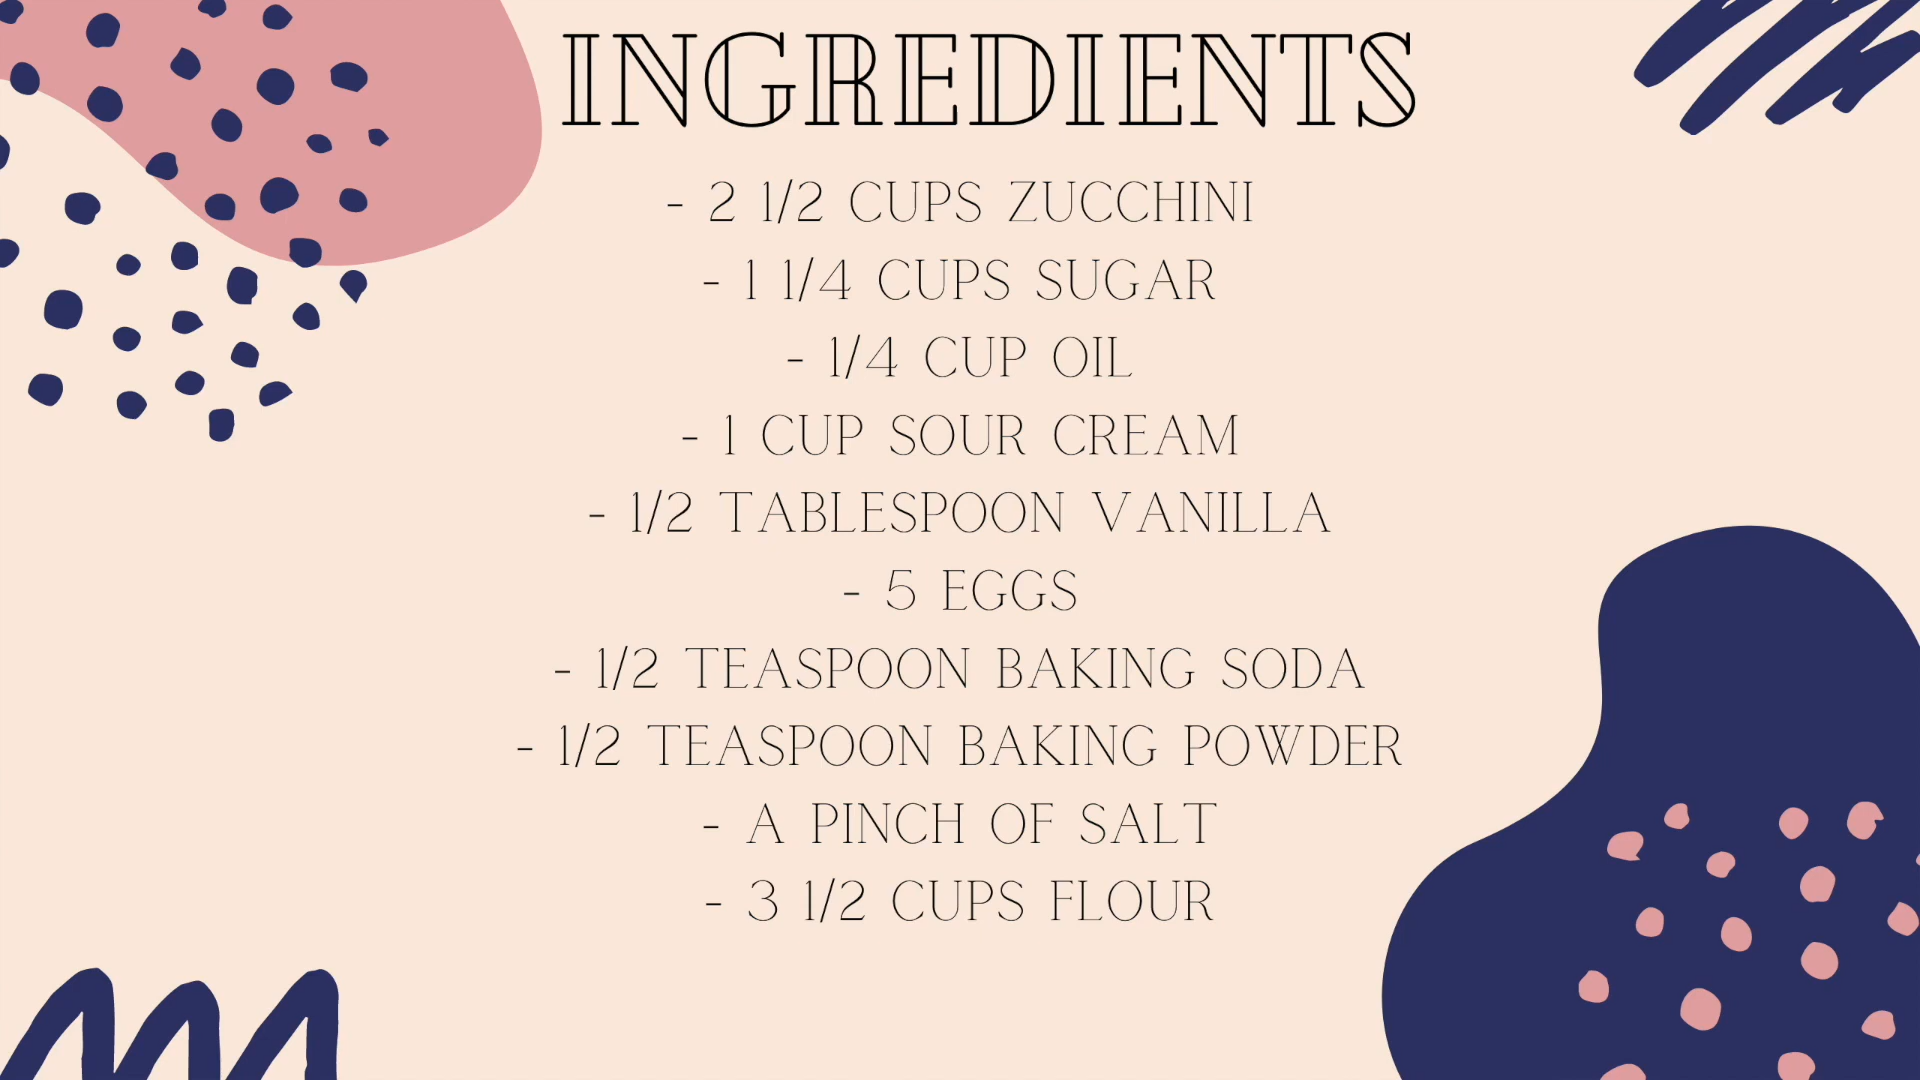 INGREDIENTS
- 2 1/2 CUPS ZUCCHINI
- 1 1/4 CUPS SUGAR
- 1/4 CUP OIL
- 1 CUP SOUR CREAM
- 1/2 TABLESPOON VANILLA
- 5 EGGS
- 1/2 TEASPOON BAKING SODA
- 1/2 TEASPOON BAKING POWDER
- A PINCH OF SALT
- 3 1/2 CUPS FLOUR